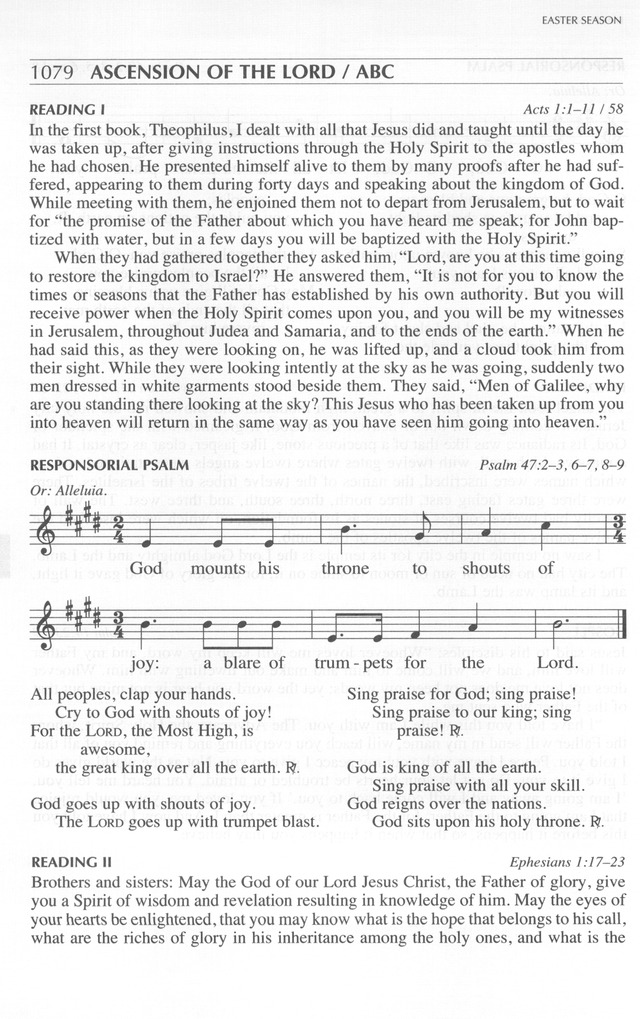 EASTER SEASON
1079 ASCENSION OF THE LORD / ABC
READING I Acts 1:1–11 / 58
In the first book, Theophilus, I dealt with all that Jesus did and taught until the day he
was taken up, after giving instructions through the Holy Spirit to the apostles whom
he had chosen. He presented himself alive to them by many proofs after he had suf-
fered, appearing to them during forty days and speaking about the kingdom of God.
While meeting with them, he enjoined them not to depart from Jerusalem, but to wait
for “the promise of the Father about which you have heard me speak; for John bap-
tized with water, but in a few days you will be baptized with the Holy Spirit.”
When they had gathered together they asked him, “Lord, are you at this time going
to restore the kingdom to Israel?” He answered them, “It is not for you to know the
times or seasons that the Father has established by his own authority. But you will
receive power when the Holy Spirit comes upon you, and you will be my witnesses
in Jerusalem, throughout Judea and Samaria, and to the ends of the earth.” When he
had said this, as they were looking on, he was lifted up, and a cloud took him from
their sight. While they were looking intently at the sky as he was going, suddenly two
men dressed in white garments stood beside them. They said, “Men of Galilee, why
are you standing there looking at the sky? This Jesus who has been taken up from you
into heaven will return in the same way as you have seen him going into heaven.”
RESPONSORIAL PSALM Psalm 47:2–3, 6–7, 8–9
Or: Alleluia.
God mounts his throne to shouts of
joy: a blare of trum - pets for the Lord.
All peoples, clap your hands.
Cry to God with shouts of joy!
For the LORD, the Most High, is
awesome,
the great king over all the earth. ℟.
God goes up with shouts of joy.
The LORD goes up with trumpet blast.
Sing praise for God; sing praise!
Sing praise to our king; sing
praise! ℟.
God is king of all the earth.
Sing praise with all your skill.
God reigns over the nations.
God sits upon his holy throne. ℟.
READING II Ephesians 1:17–23
Brothers and sisters: May the God of our Lord Jesus Christ, the Father of glory, give
you a Spirit of wisdom and revelation resulting in knowledge of him. May the eyes of
your hearts be enlightened, that you may know what is the hope that belongs to his call,
what are the riches of glory in his inheritance among the holy ones, and what is the